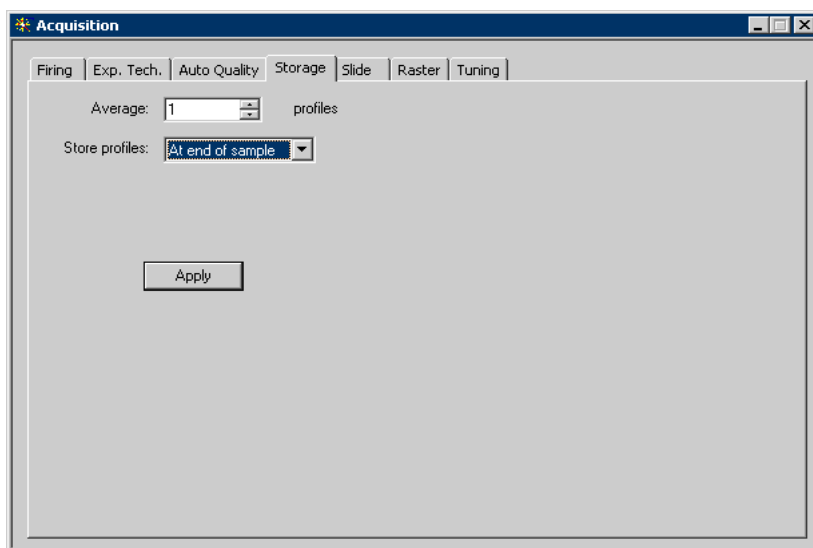 Acquisition
Firing Exp. Tech. Auto Quality Storage Slide Raster Tuning
Average: 1 profiles
Store profiles: At end of sample
Apply